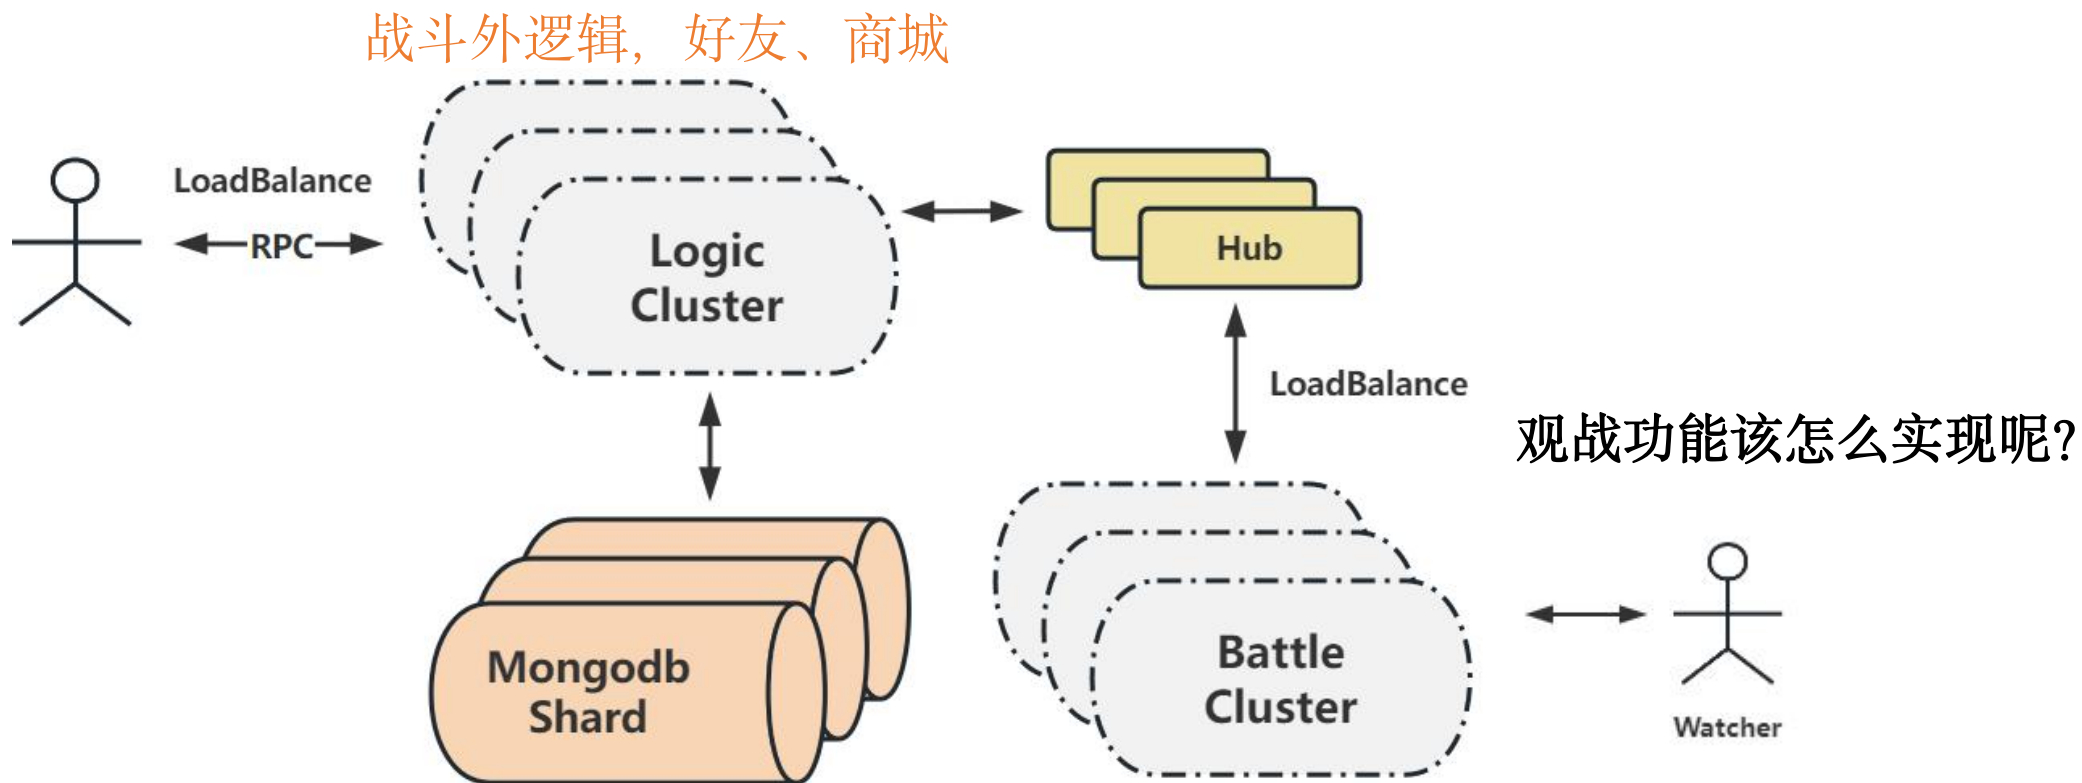 战斗外逻辑，好友、商城
LoadBalance
RPC
Logic
Cluster
Hub
LoadBalance
观战功能该怎么实现呢？
Mongodb
Shard
Battle
Cluster
Watcher